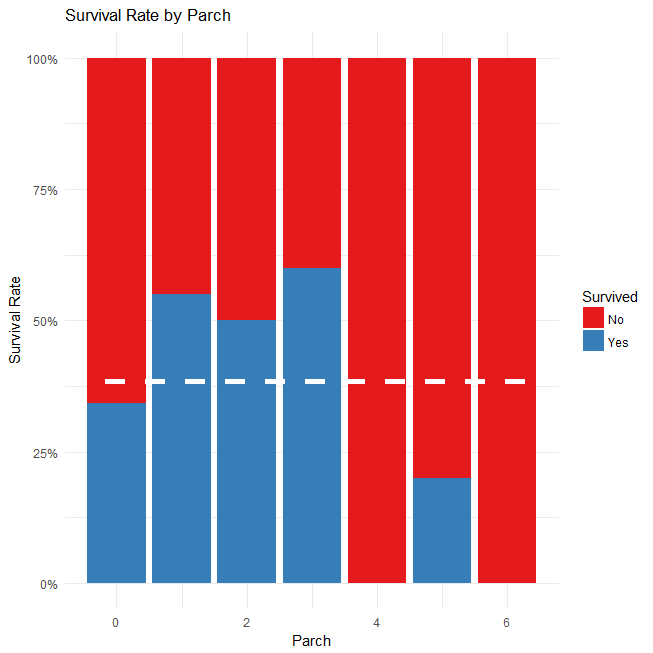 Survival Rate by Parch
100%
75%
50%
25%
0%
Survival Rate
0 2 4 6
Parch
Survived
No
Yes